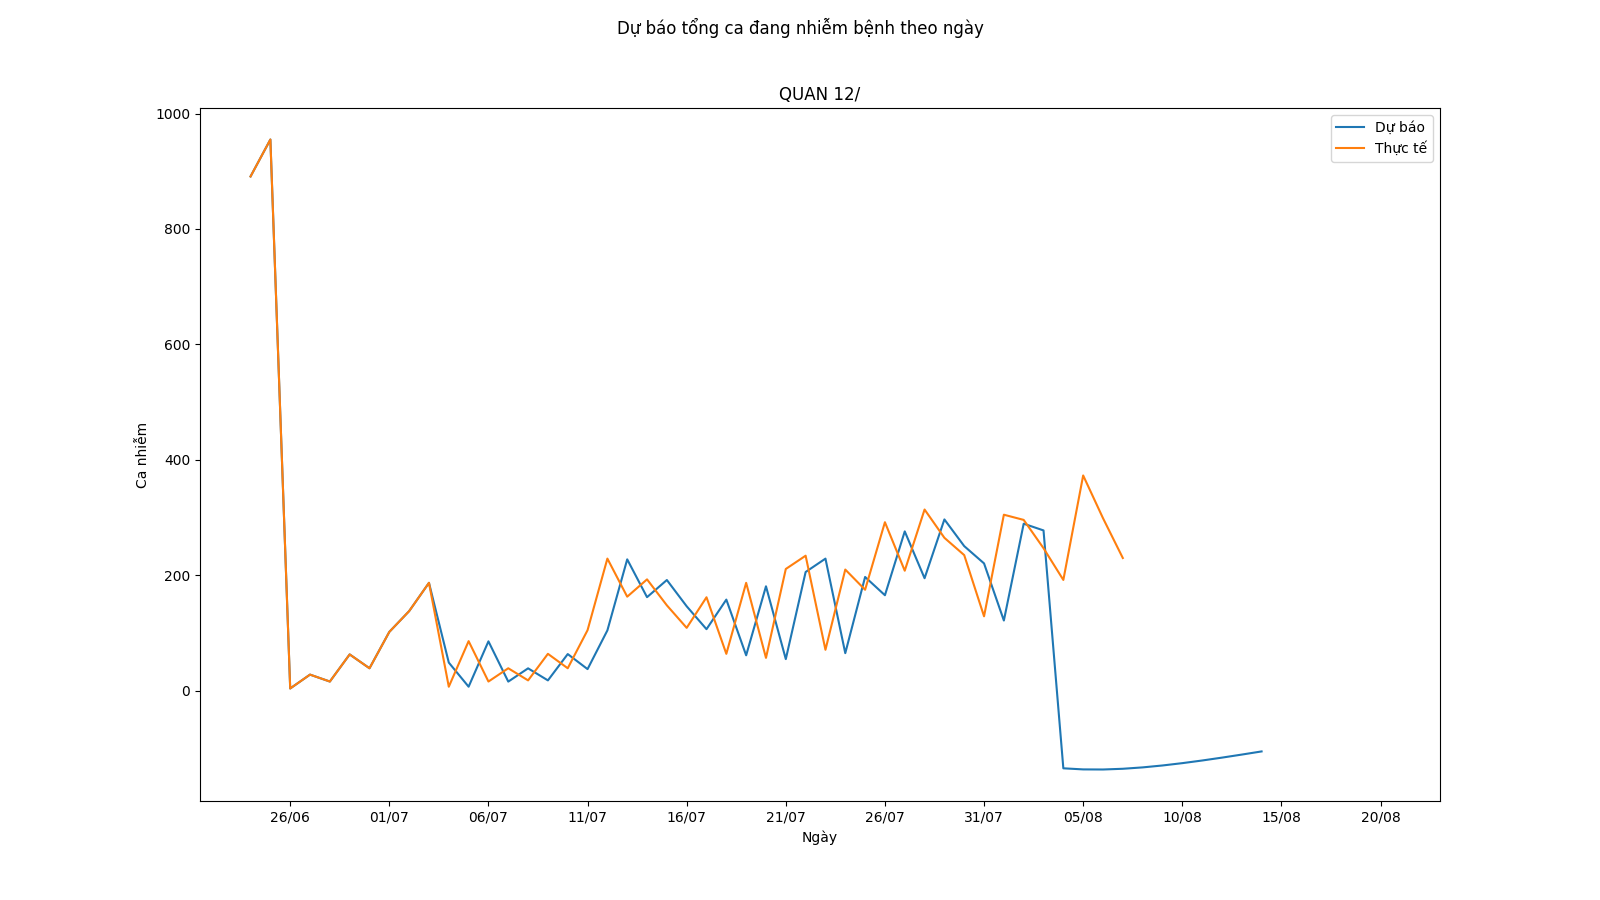 Dự báo tổng ca đang nhiễm bệnh theo ngày
QUAN 12/
1000
800
600
400
200
0
Ca nhiễm
Dự báo
Thực tế
26/06 01/07 06/07 11/07 16/07 21/07 26/07 31/07 05/08 10/08 15/08 20/08
Ngày